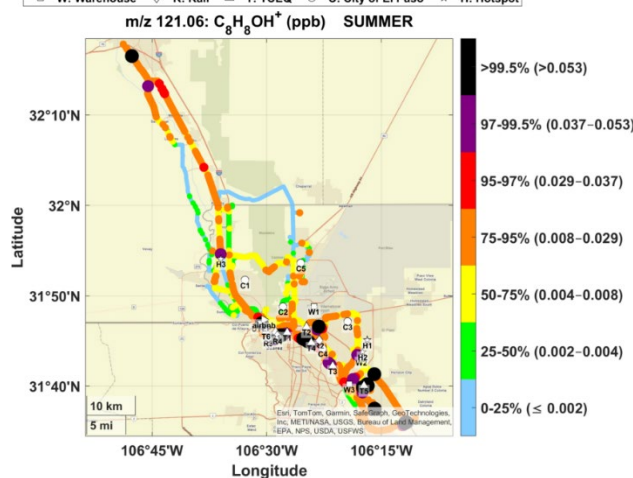 W: Warehouse R: Rail T: TCEQ C: City of El Paso H: Hotspot
m/z 121.06: C8H8OH+ (ppb) SUMMER
>99.5% (>0.053)
97-99.5% (0.037-0.053)
95-97% (0.029-0.037)
75-95% (0.008-0.029)
50-75% (0.004-0.008)
25-50% (0.002-0.004)
0-25% (≤ 0.002)
Latitude
32°10'N
32°N
31°50'N
31°40'N
H3
C1
C5
C2
W1
C3
airbnb
T6
T2
H1
C4
H2
T3
W3
T5
10 km
5 mi
Esri, TomTom, Garmin, SafeGraph, GeoTechnologies,
Inc, METI/NASA, USGS, Bureau of Land Management,
EPA, NPS, USDA, USFWS
106°45'W 106°30'W 106°15'W
Longitude